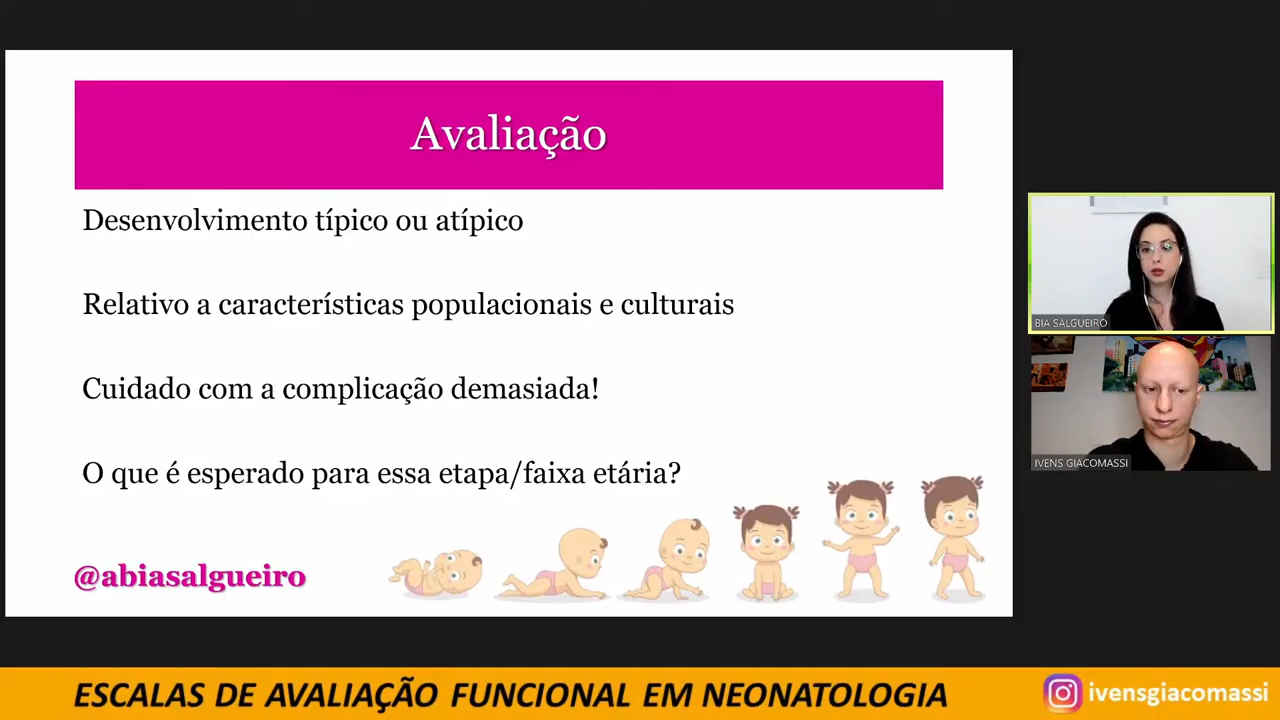 Avaliação
Desenvolvimento típico ou atípico
Relativo a características populacionais e culturais
Cuidado com a complicação demasiada!
O que é esperado para essa etapa/faixa etária?
@abiasalgueiro
BIA SALGUEIRO
IVENS GIACOMASSI
ESCALAS DE AVALIAÇÃO FUNCIONAL EM NEONATOLOGIA
ivensgiacomassi